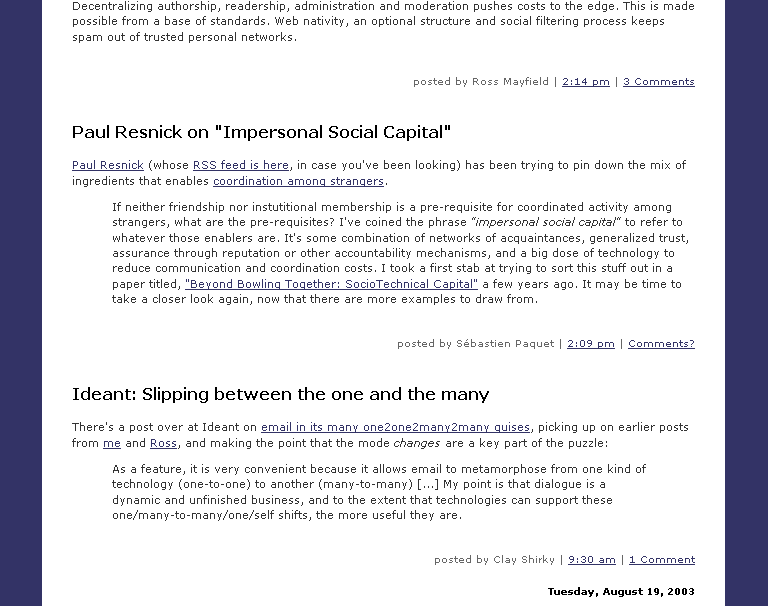 Decentralizing authorship, readership, administration and moderation pushes costs to the edge. This is made
possible from a base of standards. Web nativity, an optional structure and social filtering process keeps
spam out of trusted personal networks.
posted by Ross Mayfield | 2:14 pm | 3 Comments
Paul Resnick on "Impersonal Social Capital"
Paul Resnick (whose RSS feed is here, in case you've been looking) has been trying to pin down the mix of
ingredients that enables coordination among strangers.
If neither friendship nor instutitional membership is a pre-requisite for coordinated activity among
strangers, what are the pre-requisites? I've coined the phrase “impersonal social capital” to refer to
whatever those enablers are. It's some combination of networks of acquaintances, generalized trust,
assurance through reputation or other accountability mechanisms, and a big dose of technology to
reduce communication and coordination costs. I took a first stab at trying to sort this stuff out in a
paper titled, "Beyond Bowling Together: SocioTechnical Capital" a few years ago. It may be time to
take a closer look again, now that there are more examples to draw from.
posted by Sébastien Paquet | 2:09 pm | Comments?
Ideant: Slipping between the one and the many
There's a post over at Ideant on email in its many one2one2many2many guises, picking up on earlier posts
from me and Ross, and making the point that the mode changes are a key part of the puzzle:
As a feature, it is very convenient because it allows email to metamorphose from one kind of
technology (one-to-one) to another (many-to-many) [...] My point is that dialogue is a
dynamic and unfinished business, and to the extent that technologies can support these
one/many-to-many/one/self shifts, the more useful they are.
posted by Clay Shirky | 9:30 am | 1 Comment
Tuesday, August 19, 2003